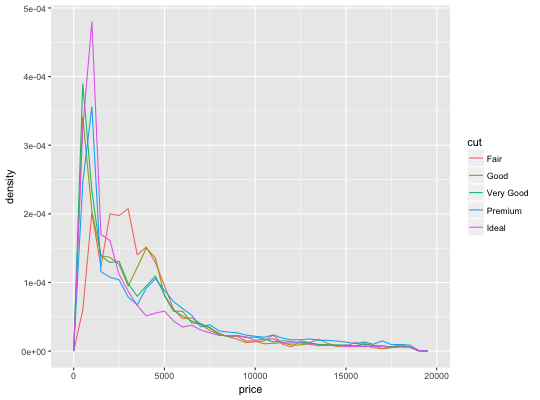 5e-04
4e-04
3e-04
2e-04
1e-04
0e+00
density
0
5000
10000
15000
20000
price
cut
Fair
Good
Very Good
Premium
Ideal